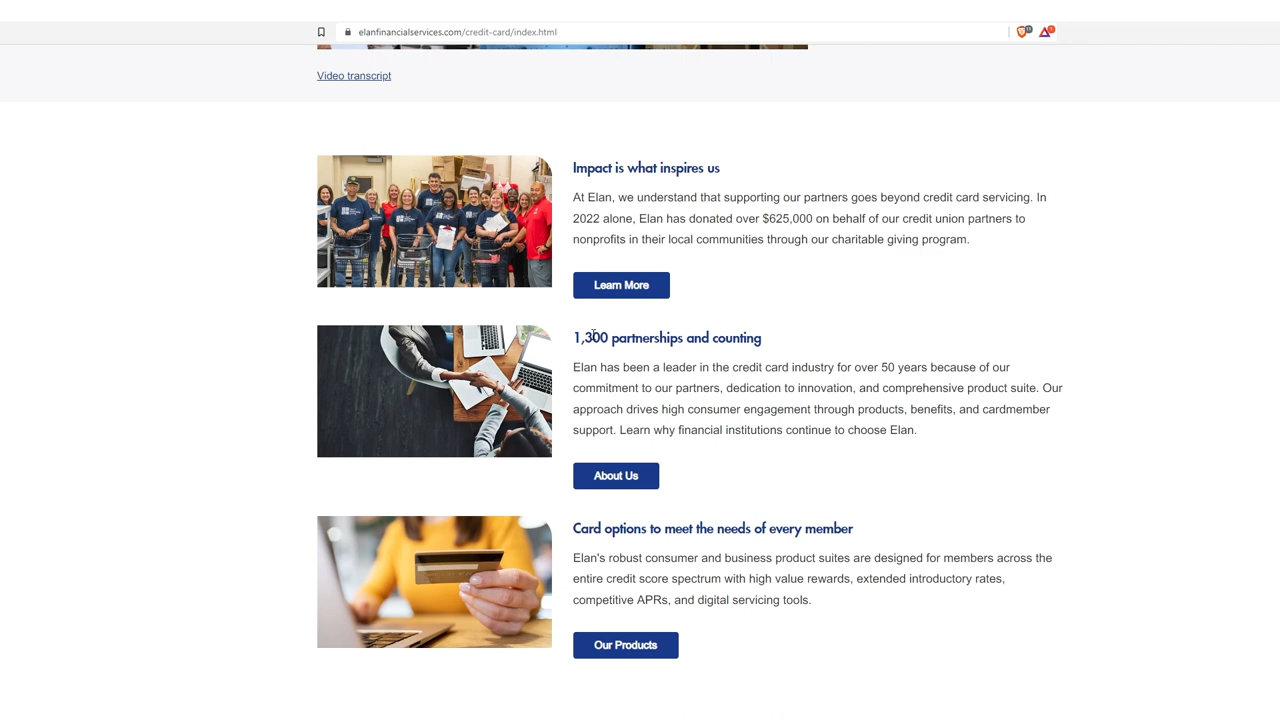 elanfinancialservices.com/credit-card/index.html
Video transcript
Impact is what inspires us
At Elan, we understand that supporting our partners goes beyond credit card servicing. In
2022 alone, Elan has donated over $625,000 on behalf of our credit union partners to
nonprofits in their local communities through our charitable giving program.
Learn More
1,300 partnerships and counting
Elan has been a leader in the credit card industry for over 50 years because of our
commitment to our partners, dedication to innovation, and comprehensive product suite. Our
approach drives high consumer engagement through products, benefits, and cardmember
support. Learn why financial institutions continue to choose Elan.
About Us
Card options to meet the needs of every member
Elan's robust consumer and business product suites are designed for members across the
entire credit score spectrum with high value rewards, extended introductory rates,
competitive APRs, and digital servicing tools.
Our Products